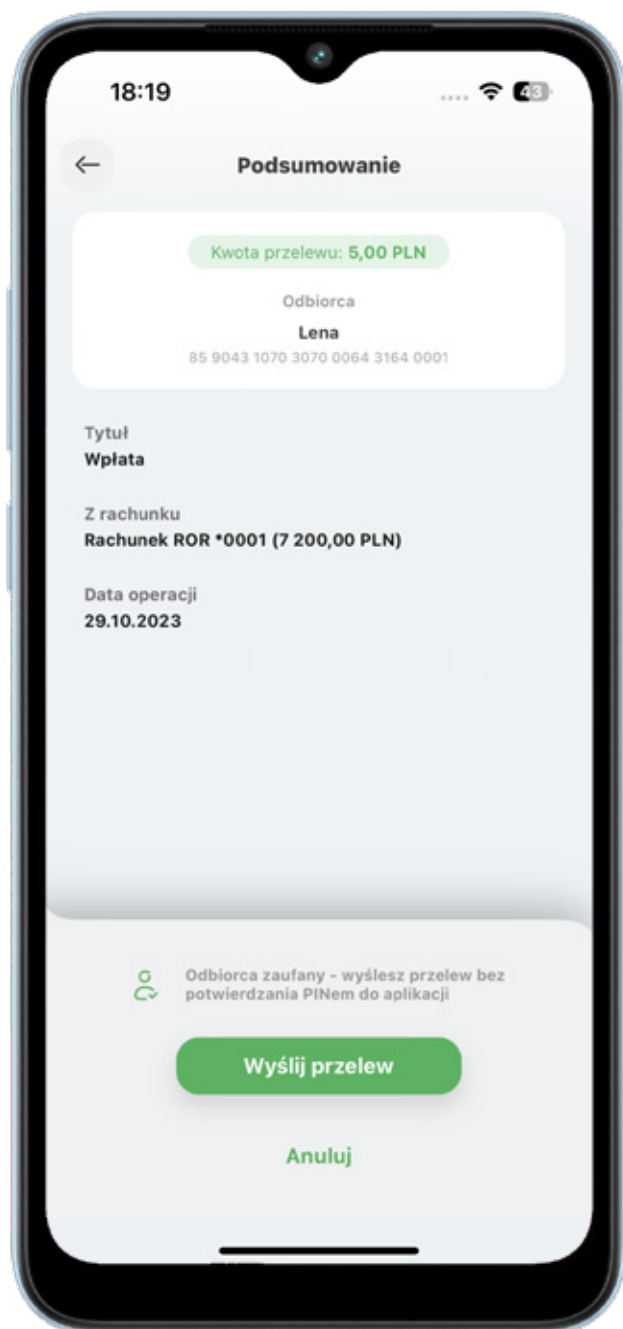 18:19
43
Podsumowanie
Kwota przelewu: 5,00 PLN
Odbiorca
Lena
85 9043 1070 3070 0064 3164 0001
Tytuł
Wpłata
Z rachunku
Rachunek ROR *0001 (7 200,00 PLN)
Data operacji
29.10.2023
Odbiorca zaufany - wyślesz przelew bez
potwierdzania PINem do aplikacji
Wyślij przelew
Anuluj